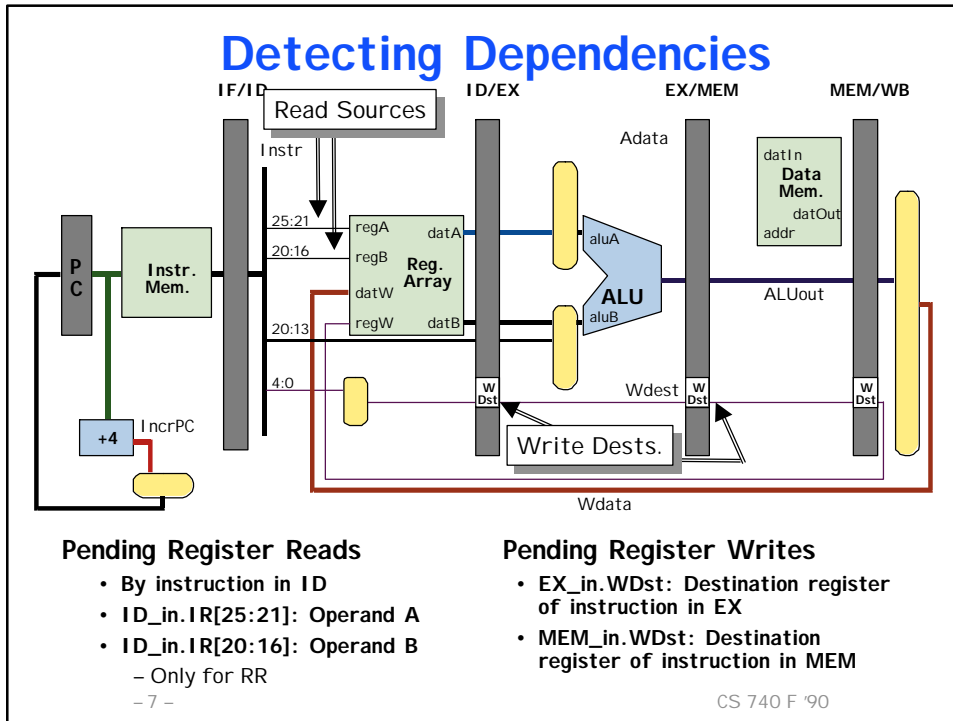 Detecting Dependencies
IF/ID
ID/EX
EX/MEM
MEM/WB
Read Sources
Instr
Adata
datIn
Data
Mem.
datOut
addr
25:21
regA
datA
aluA
20:16
regB
P
C
Instr.
Mem.
Reg.
Array
datW
ALU
ALUout
regW
datB
aluB
20:13
4:0
W
Dst
Wdest
W
Dst
W
Dst
IncrPC
+4
Write Dests.
Wdata
Pending Register Reads
• By instruction in ID
• ID_in.IR[25:21]: Operand A
• ID_in.IR[20:16]: Operand B
– Only for RR
Pending Register Writes
• EX_in.WDst: Destination register
of instruction in EX
• MEM_in.WDst: Destination
register of instruction in MEM
– 7 –
CS 740 F '90